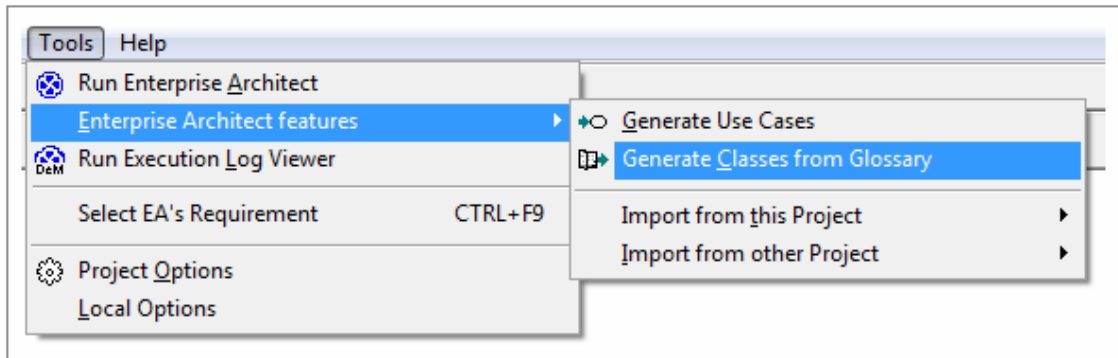 Tools Help
Run Enterprise Architect
Enterprise Architect features
Run Execution Log Viewer
DeM
Select EA's Requirement CTRL+F9
Project Options
Local Options
Generate Use Cases
Generate Classes from Glossary
Import from this Project
Import from other Project